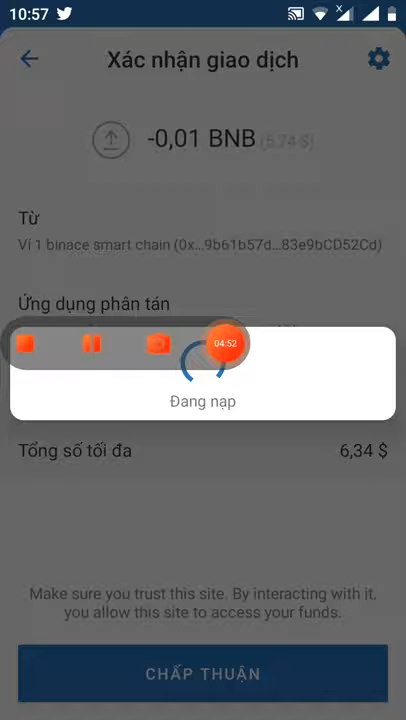 10:57
Xác nhận giao dịch
-0,01 BNB (5,74 $)
Từ
Ví 1 binace smart chain (0x...9b61b57d...83e9bCD52Cd)
Ứng dụng phân tán
04:52
Đang nạp
Tổng số tối đa 6,34 $
Make sure you trust this site. By interacting with it,
you allow this site to access your funds.
CHẤP THUẬN